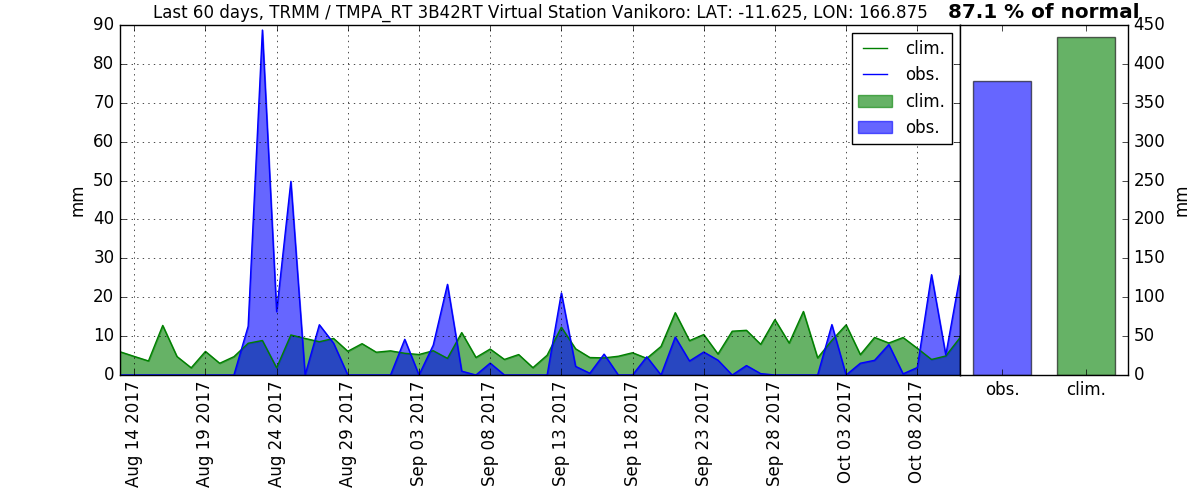 Last 60 days, TRMM / TMPA_RT 3B42RT Virtual Station Vanikoro: LAT: -11.625, LON: 166.875
87.1 % of normal
90
80
70
60
50
40
30
20
10
0
mm
clim.
obs.
clim.
obs.
Aug 14 2017
Aug 19 2017
Aug 24 2017
Aug 29 2017
Sep 03 2017
Sep 08 2017
Sep 13 2017
Sep 18 2017
Sep 23 2017
Sep 28 2017
Oct 03 2017
Oct 08 2017
450
400
350
300
250
200
150
100
50
0
mm
obs.
clim.